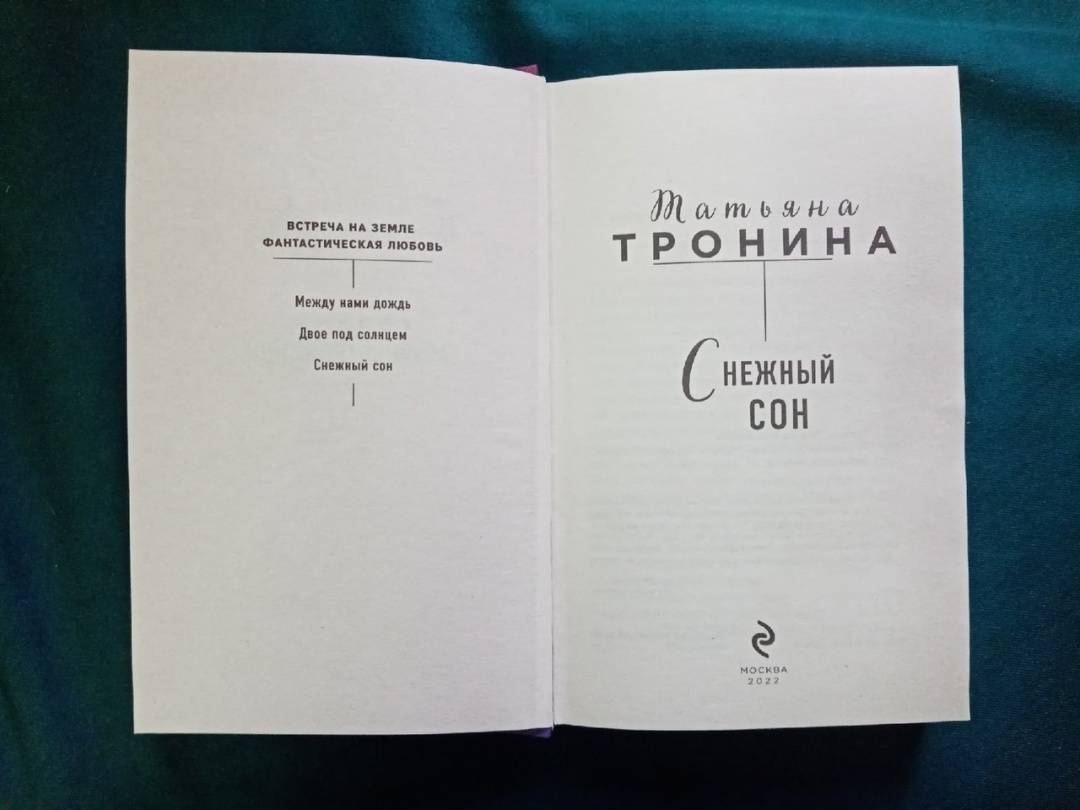 ВСТРЕЧА НА ЗЕМЛЕ
ФАНТАСТИЧЕСКАЯ ЛЮБОВЬ
Между нами дождь
Двое под солнцем
Снежный сон
Татьяна
ТРОНИНА
СНЕЖНЫЙ
СОН
МОСКВА
2022